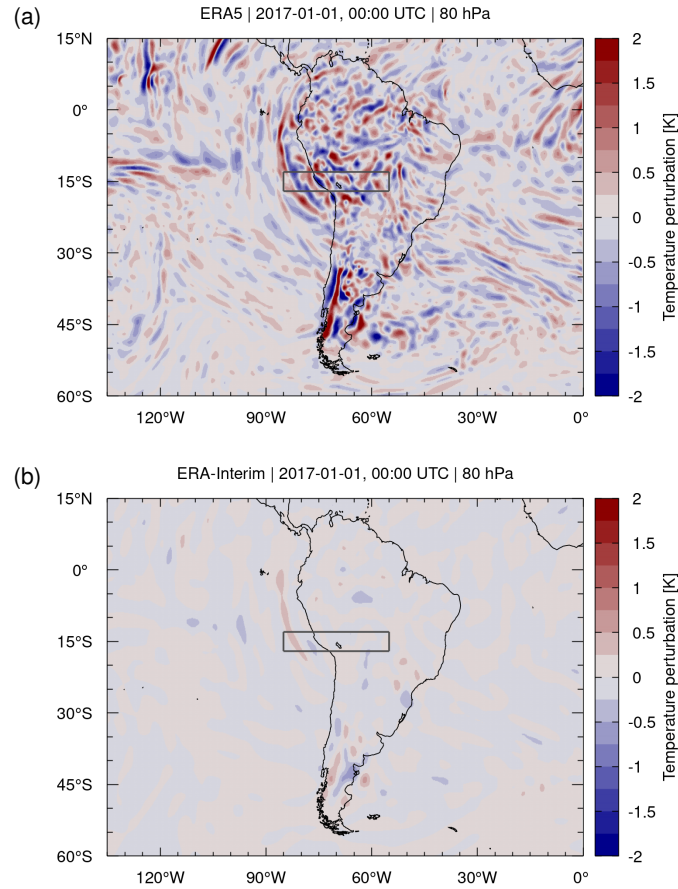 (a)
ERA5 | 2017-01-01, 00:00 UTC | 80 hPa
15°N
0°
15°S
30°S
45°S
60°S
120°W 90°W 60°W 30°W 0°
2
1.5
1
0.5
0
-0.5
-1
-1.5
-2
Temperature perturbation [K]
(b)
ERA-Interim | 2017-01-01, 00:00 UTC | 80 hPa
15°N
0°
15°S
30°S
45°S
60°S
120°W 90°W 60°W 30°W 0°
2
1.5
1
0.5
0
-0.5
-1
-1.5
-2
Temperature perturbation [K]